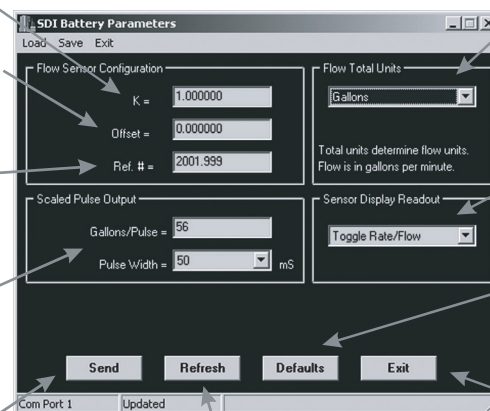 SDI Battery Parameters
Load Save Exit
Flow Sensor Configuration
K = 1.000000
Offset = 0.000000
Ref. # = 2001.999
Flow Total Units
Gallons
Total units determine flow units.
Flow is in gallons per minute.
Scaled Pulse Output
Gallons/Pulse = 56
Pulse Width = 50 mS
Sensor Display Readout
Toggle Rate/Flow
Send Refresh Defaults Exit
Com Port 1 Updated